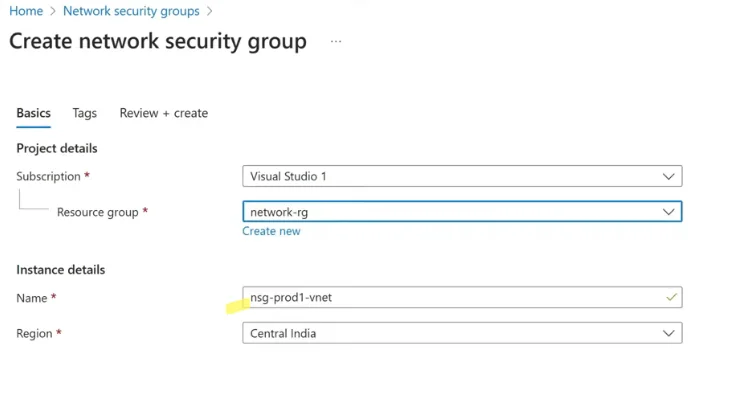 Home > Network security groups >
Create network security group ...
Basics Tags Review + create
Project details
Subscription * Visual Studio 1
Resource group * network-rg
Create new
Instance details
Name * nsg-prod1-vnet
Region * Central India